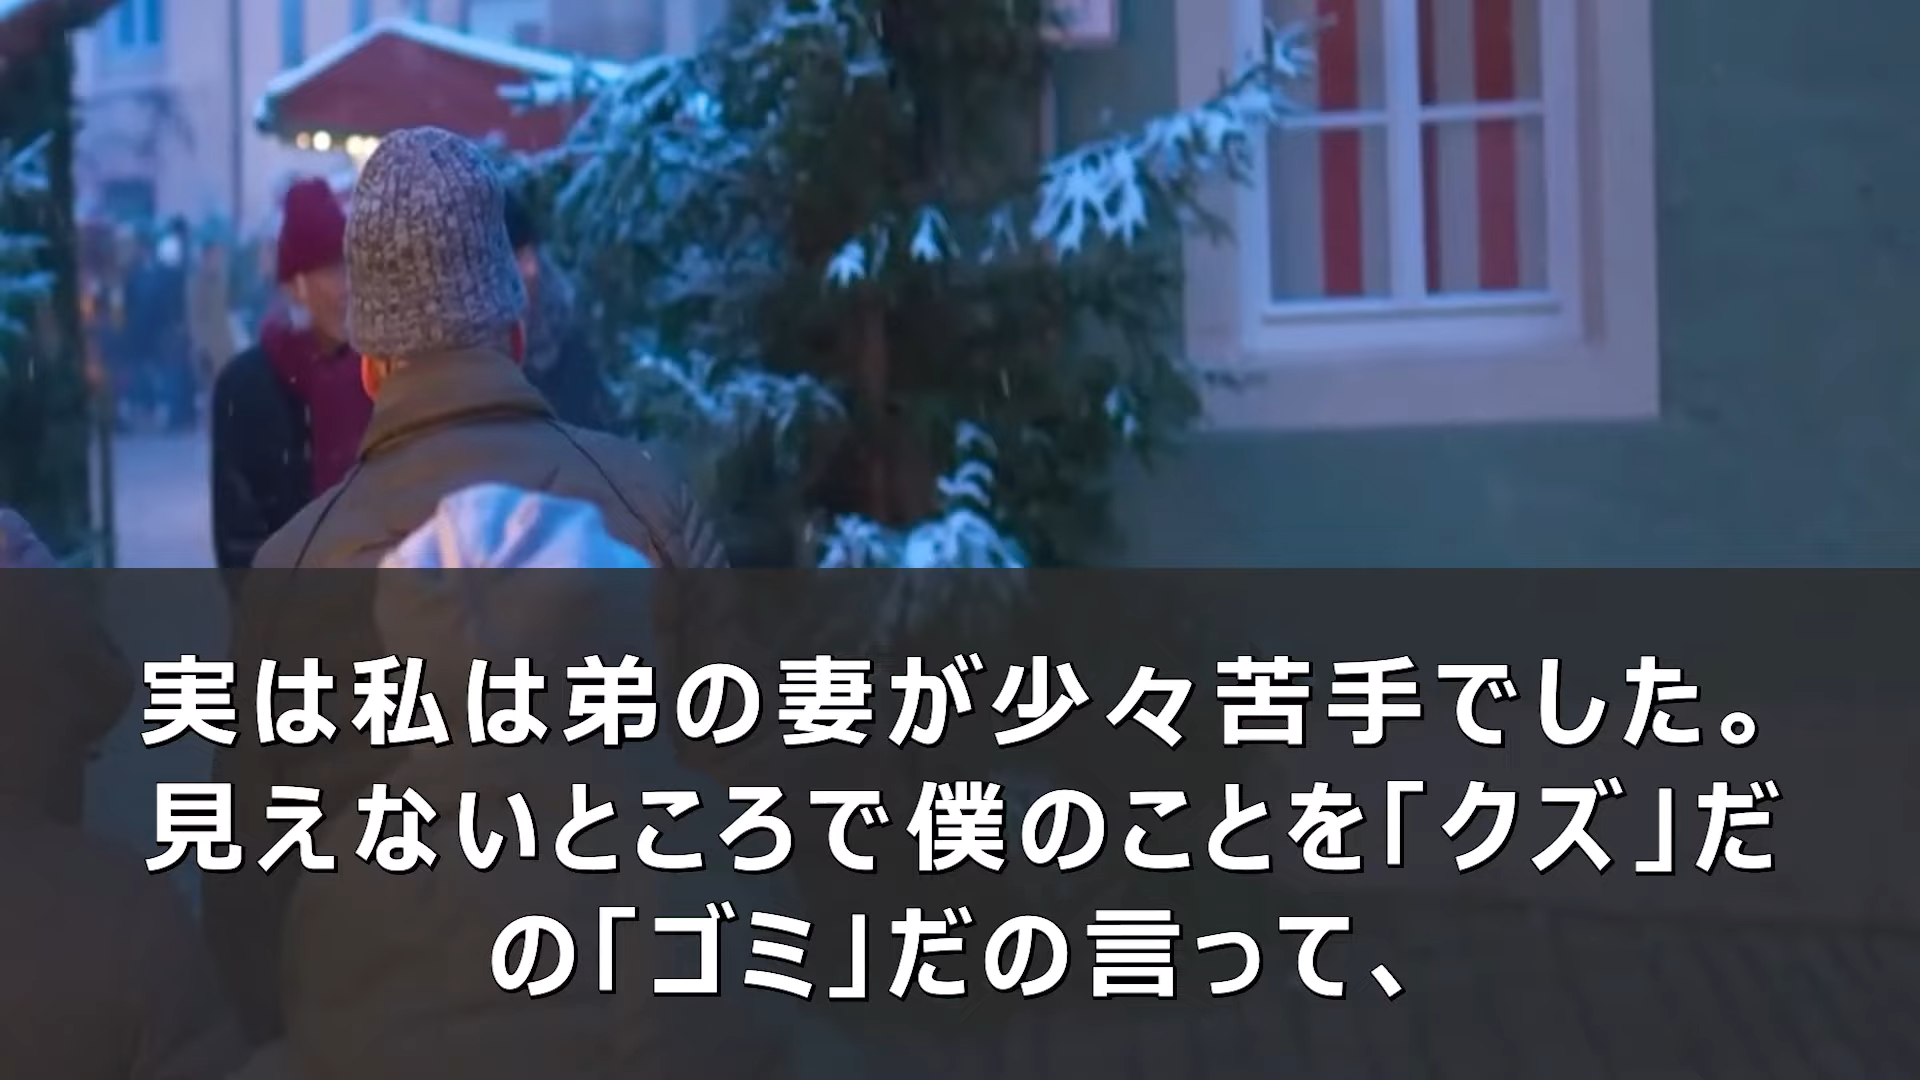 実は私は弟の妻が少々苦手でした。
見えないところで僕のことを「クズ」だ
の「ゴミ」だの言って、